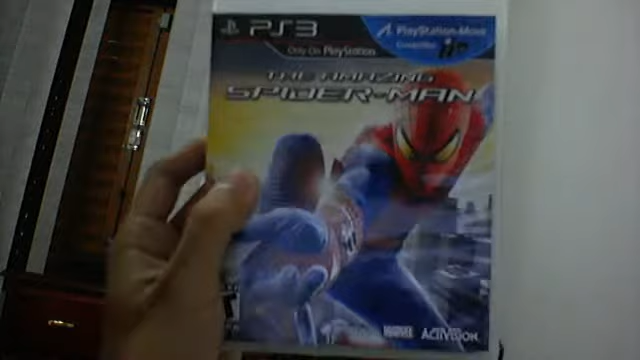 PS3
PlayStation Move
Only On PlayStation
THE AMAZING
SPIDER-MAN
T
MARVEL
ACTIVISION